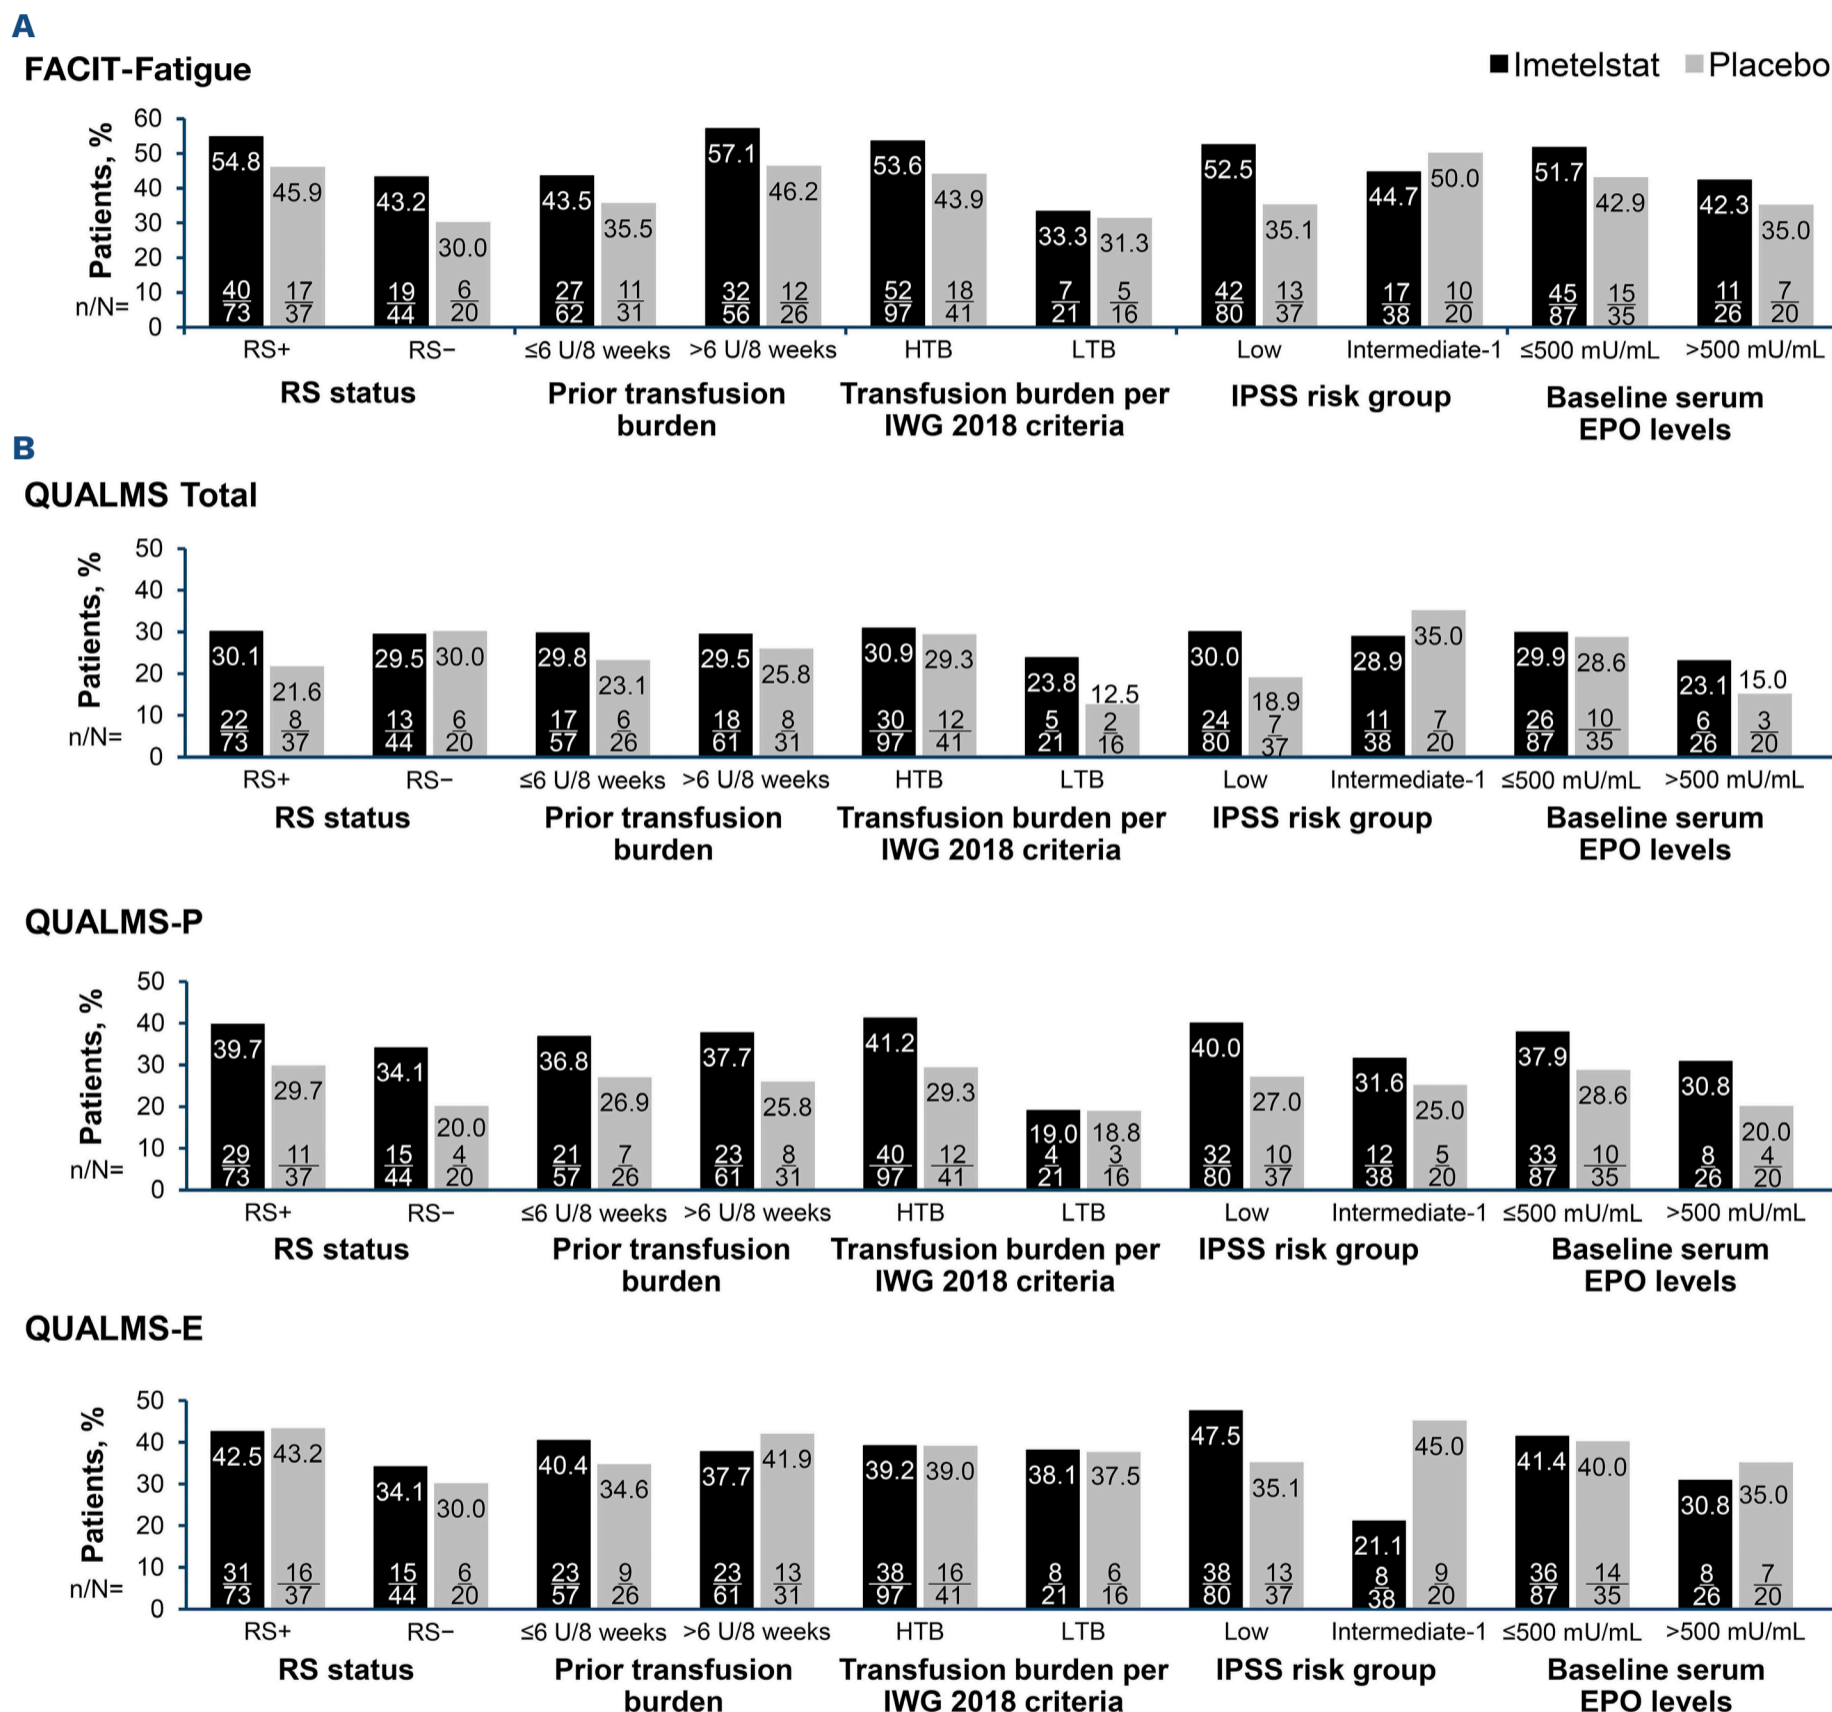 A
FACIT-Fatigue
Imetelstat Placebo
Patients, %
60
50
40
30
20
10
0
n/N=
54.8 45.9 43.2 30.0 43.5 35.5 57.1 46.2 53.6 43.9 33.3 31.3 52.5 35.1 44.7 50.0 51.7 42.9 42.3 35.0
40 17 19 6 27 11 32 12 52 18 7 5 42 13 17 10 45 15 11 7
73 37 44 20 62 31 56 26 97 41 21 16 80 37 38 20 87 35 26 20
RS+ RS− ≤6 U/8 weeks >6 U/8 weeks HTB LTB Low Intermediate-1 ≤500 mU/mL >500 mU/mL
RS status Prior transfusion Transfusion burden per IPSS risk group Baseline serum
burden IWG 2018 criteria EPO levels
B
QUALMS Total
Patients, %
50
40
30
20
10
0
n/N=
30.1 21.6 29.5 30.0 29.8 23.1 29.5 25.8 30.9 29.3 23.8 12.5 30.0 18.9 28.9 35.0 29.9 28.6 23.1 15.0
22 8 13 6 17 6 18 8 30 12 5 2 24 7 11 7 26 10 6 3
73 37 44 20 57 26 61 31 97 41 21 16 80 37 38 20 87 35 26 20
RS+ RS− ≤6 U/8 weeks >6 U/8 weeks HTB LTB Low Intermediate-1 ≤500 mU/mL >500 mU/mL
RS status Prior transfusion Transfusion burden per IPSS risk group Baseline serum
burden IWG 2018 criteria EPO levels
QUALMS-P
Patients, %
50
40
30
20
10
0
n/N=
39.7 29.7 34.1 20.0 36.8 26.9 37.7 25.8 41.2 29.3 19.0 18.8 40.0 27.0 31.6 25.0 37.9 28.6 30.8 20.0
29 11 15 4 21 7 23 8 40 12 4 3 32 10 12 5 33 10 8 4
73 37 44 20 57 26 61 31 97 41 21 16 80 37 38 20 87 35 26 20
RS+ RS− ≤6 U/8 weeks >6 U/8 weeks HTB LTB Low Intermediate-1 ≤500 mU/mL >500 mU/mL
RS status Prior transfusion Transfusion burden per IPSS risk group Baseline serum
burden IWG 2018 criteria EPO levels
QUALMS-E
Patients, %
50
40
30
20
10
0
n/N=
42.5 43.2 34.1 30.0 40.4 34.6 37.7 41.9 39.2 39.0 38.1 37.5 47.5 35.1 21.1 45.0 41.4 40.0 30.8 35.0
31 16 15 6 23 9 23 13 38 16 8 6 38 13 8 9 36 14 8 7
73 37 44 20 57 26 61 31 97 41 21 16 80 37 38 20 87 35 26 20
RS+ RS− ≤6 U/8 weeks >6 U/8 weeks HTB LTB Low Intermediate-1 ≤500 mU/mL >500 mU/mL
RS status Prior transfusion Transfusion burden per IPSS risk group Baseline serum
burden IWG 2018 criteria EPO levels